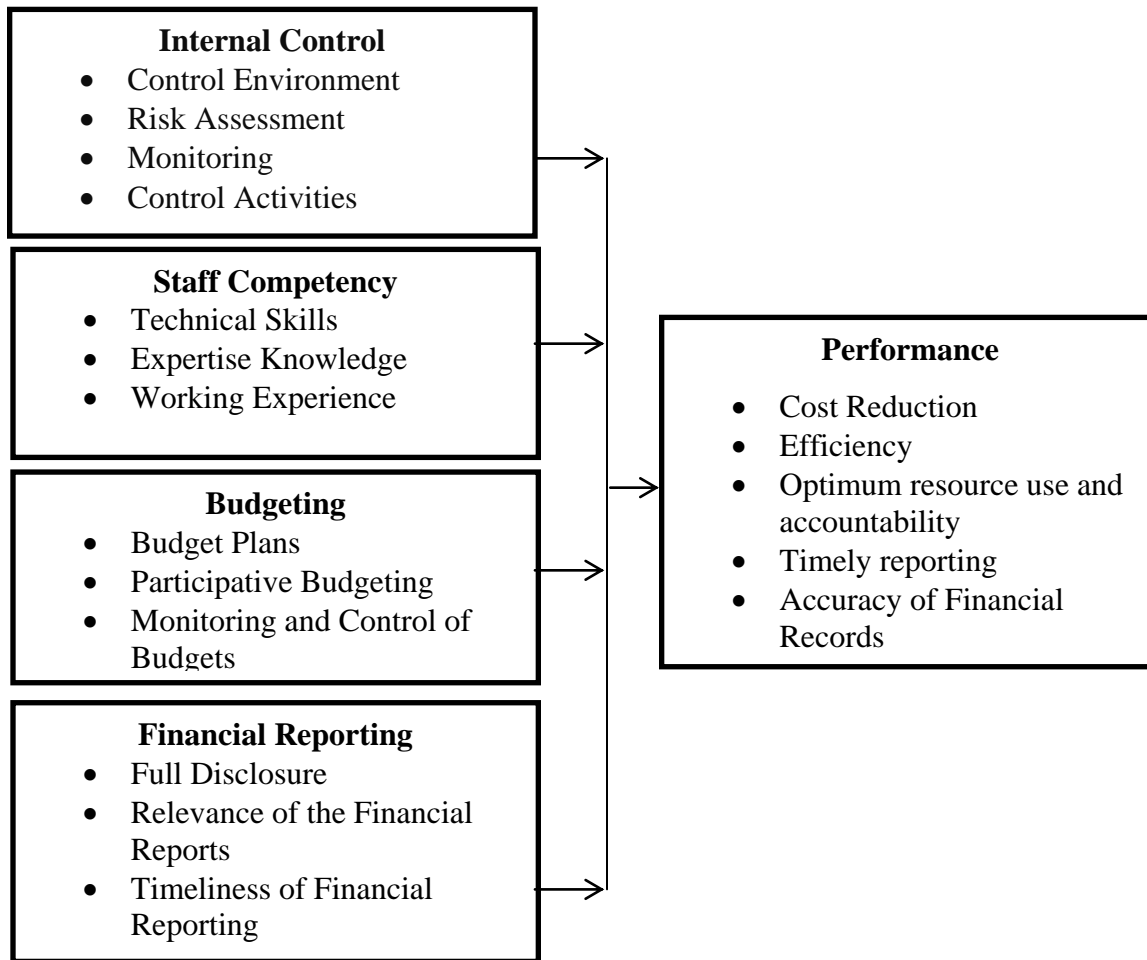 Internal Control
• Control Environment
• Risk Assessment
• Monitoring
• Control Activities
Staff Competency
• Technical Skills
• Expertise Knowledge
• Working Experience
Budgeting
• Budget Plans
• Participative Budgeting
• Monitoring and Control of
Budgets
Financial Reporting
• Full Disclosure
• Relevance of the Financial
Reports
• Timeliness of Financial
Reporting
Performance
• Cost Reduction
• Efficiency
• Optimum resource use and
accountability
• Timely reporting
• Accuracy of Financial
Records